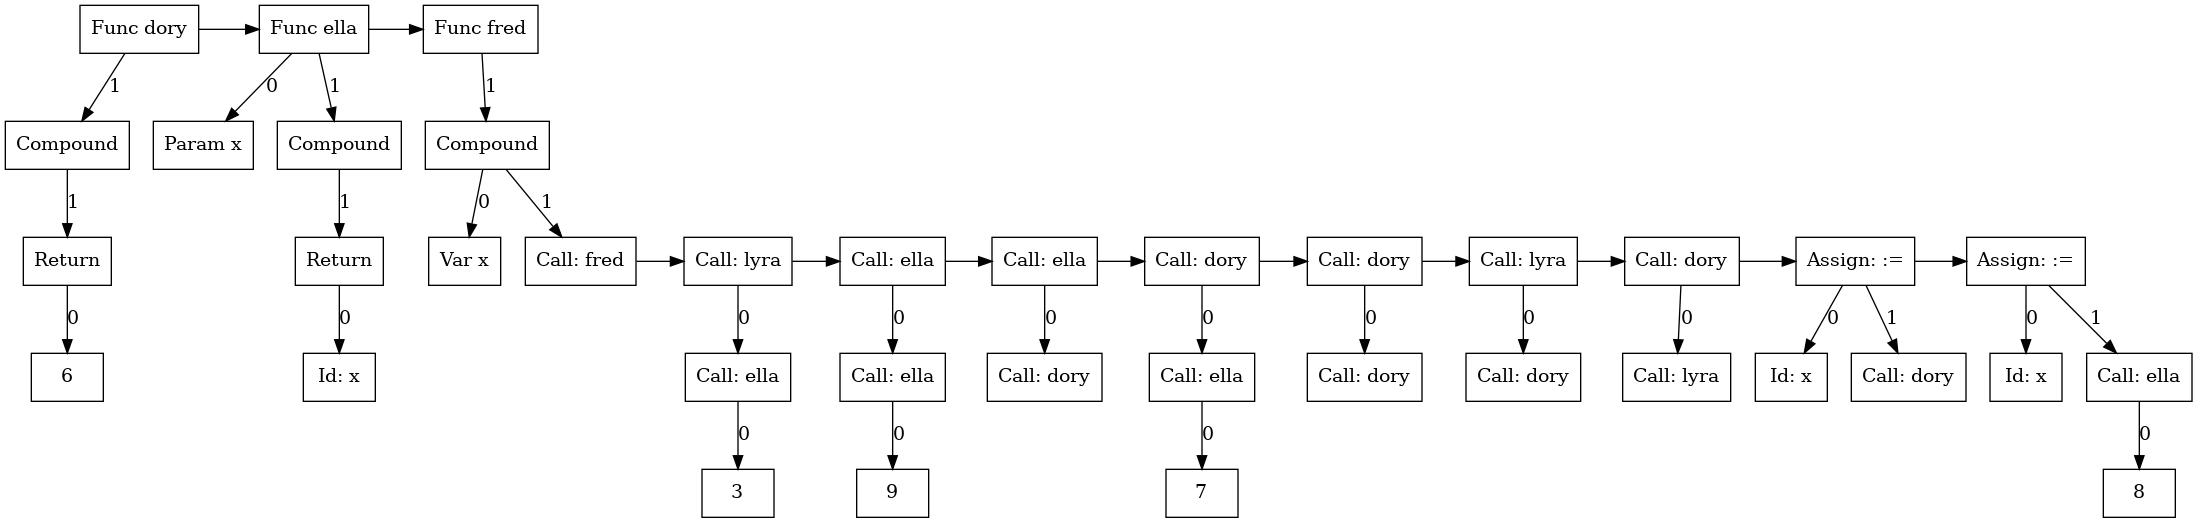 Func dory
Func ella
Func fred
1
0
1
1
Compound
Param x
Compound
Compound
1
1
0
1
Return
Return
Var x
Call: fred
Call: lyra
Call: ella
Call: ella
Call: dory
Call: dory
Call: lyra
Call: dory
Assign: :=
Assign: :=
0
0
0
0
0
0
0
0
0
0
1
0
1
6
Id: x
Call: ella
Call: ella
Call: dory
Call: ella
Call: dory
Call: dory
Call: lyra
Id: x
Call: dory
Id: x
Call: ella
0
0
0
0
3
9
7
8